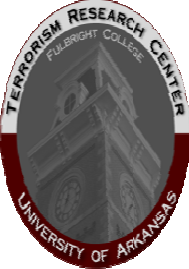 TERRORISM RESEARCH CENTER
FULBRIGHT COLLEGE
UNIVERSITY OF ARKANSAS